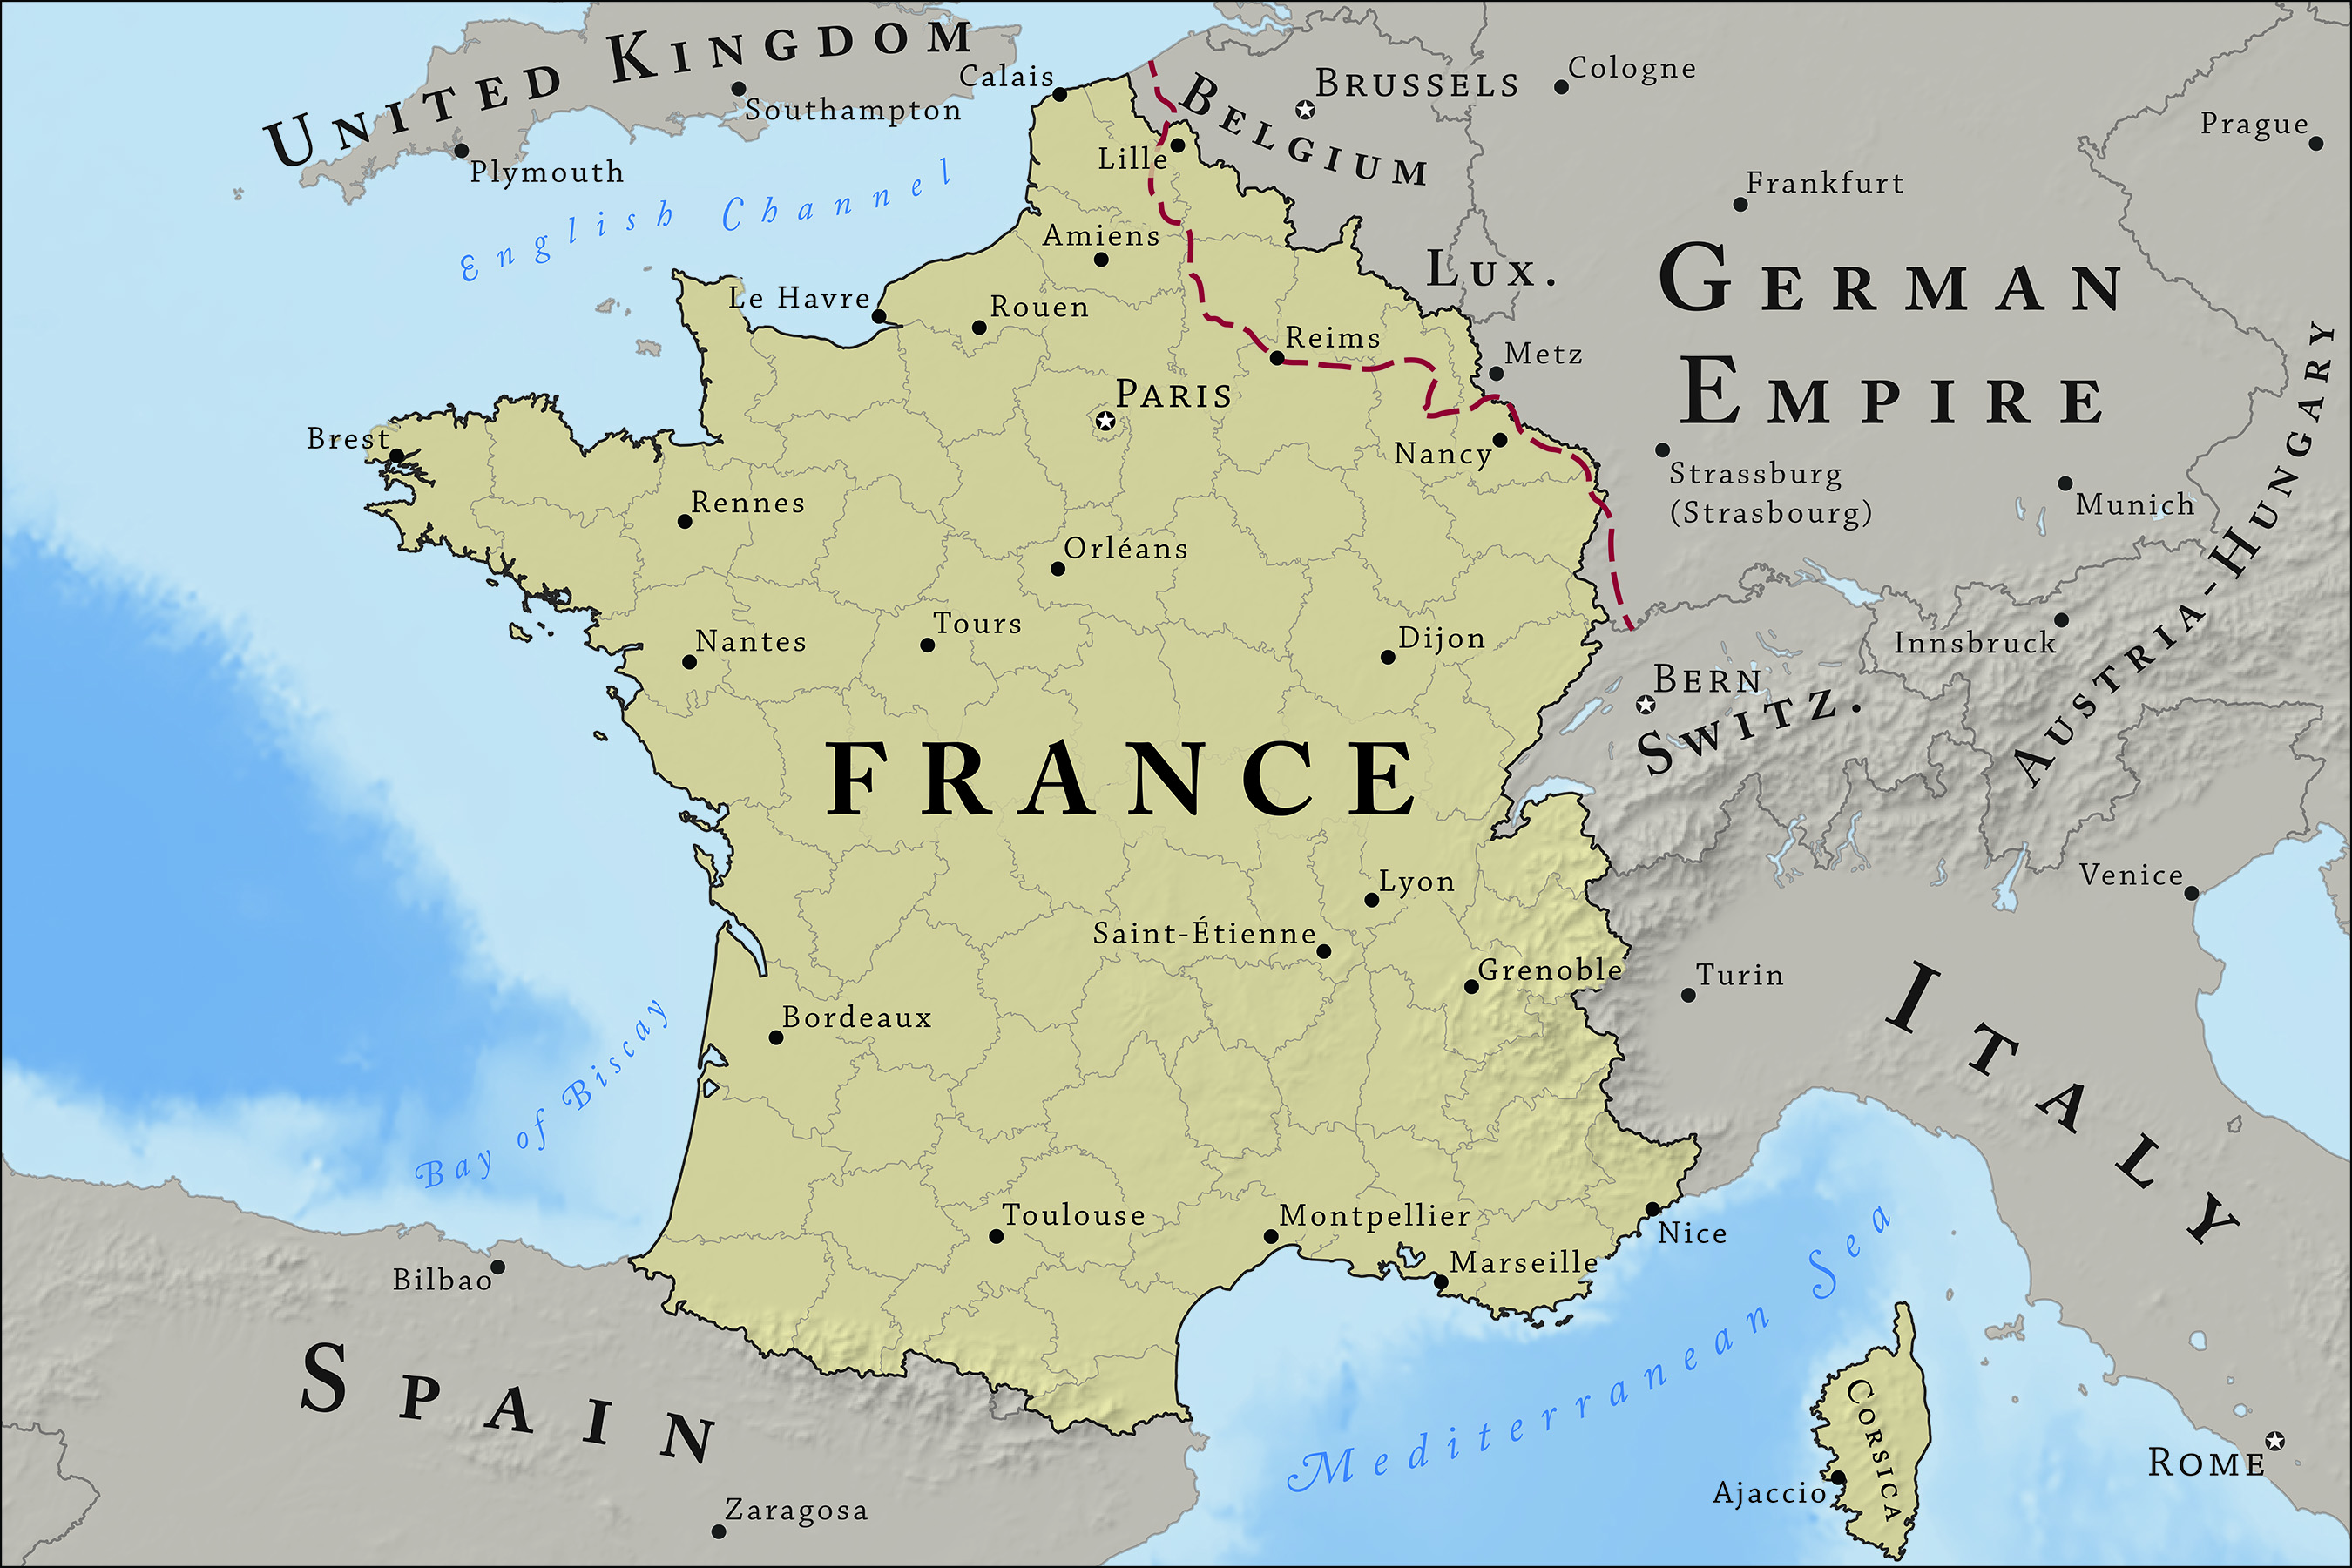 UNITED KINGDOM
Calais
BRUSSELS
Cologne
Southampton
BELGIUM
Prague
Plymouth
Lille
English Channel
Frankfurt
Amiens
LUX.
GERMAN
EMPIRE
Le Havre
Rouen
Reims
Metz
PARIS
Brest
Nancy
Strassburg
(Strasbourg)
Munich
AUSTRIA-HUNGARY
Rennes
Orléans
Nantes
Tours
Dijon
Innsbruck
BERN
SWITZ.
FRANCE
Lyon
Venice
Saint-Étienne
Grenoble
Turin
ITALY
Bordeaux
Bay of Biscay
Toulouse
Montpellier
Nice
Marseille
Bilbao
Mediterranean Sea
SPAIN
CORSICA
ROME
Ajaccio
Zaragosa